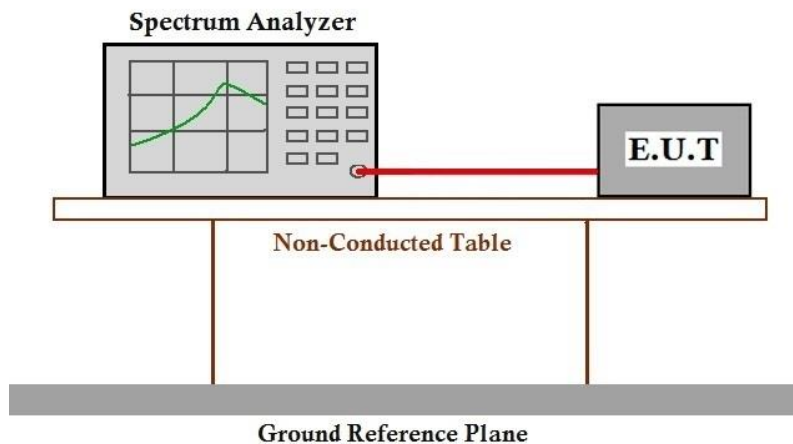 Spectrum Analyzer
E.U.T
Non-Conducted Table
Ground Reference Plane